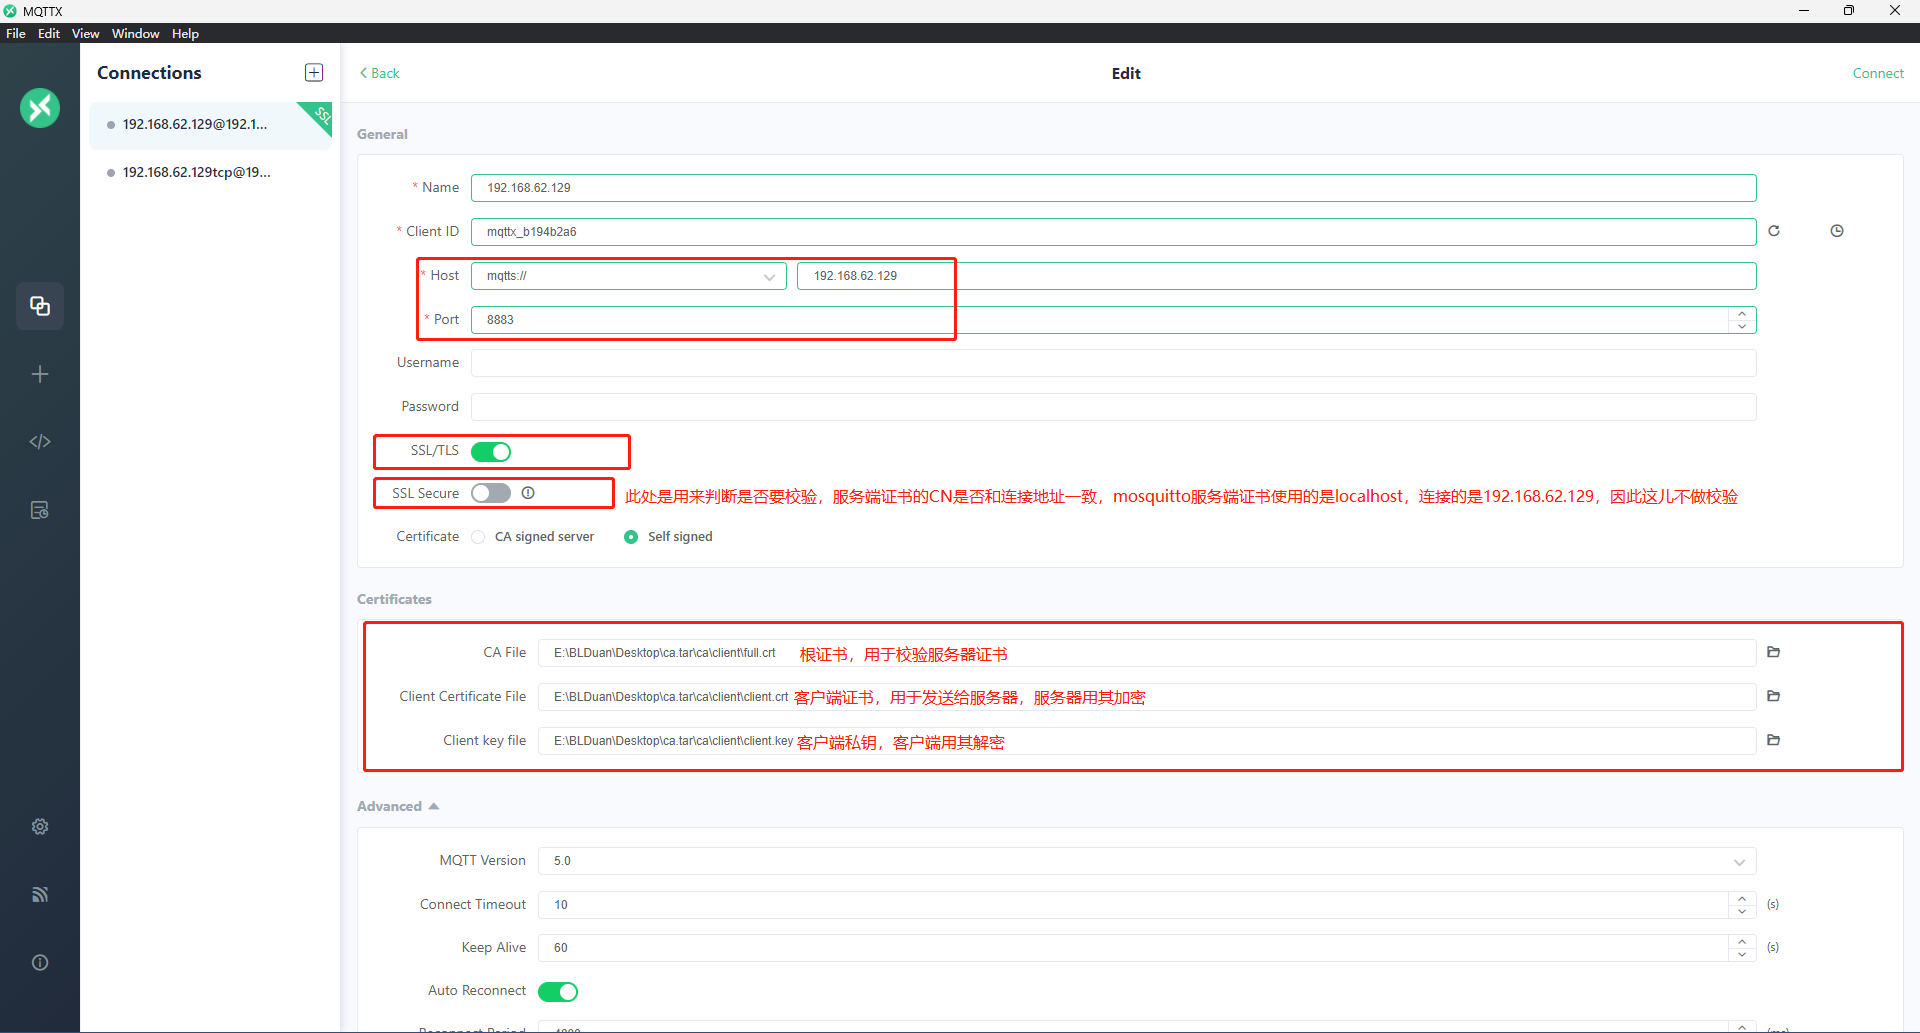 MQTTX
File Edit View Window Help
Connections
Back
Edit
Connect
192.168.62.129@192.1...
SSL
192.168.62.129tcp@19...
General
* Name 192.168.62.129
* Client ID mqttx_b194b2a6
* Host mqtts:// 192.168.62.129
* Port 8883
Username
Password
SSL/TLS
SSL Secure 此处是用来判断是否要校验，服务端证书的CN是否和连接地址一致，mosquitto服务端证书使用的是localhost，连接的是192.168.62.129，因此这儿不做校验
Certificate CA signed server Self signed
Certificates
CA File E:\BLDuan\Desktop\ca.tar\ca\client\full.crt 根证书，用于校验服务器证书
Client Certificate File E:\BLDuan\Desktop\ca.tar\ca\client\client.crt 客户端证书，用于发送给服务器，服务器用其加密
Client key file E:\BLDuan\Desktop\ca.tar\ca\client\client.key 客户端私钥，客户端用其解密
Advanced
MQTT Version 5.0
Connect Timeout 10 (s)
Keep Alive 60 (s)
Auto Reconnect
Reconnect Period 4000 (ms)